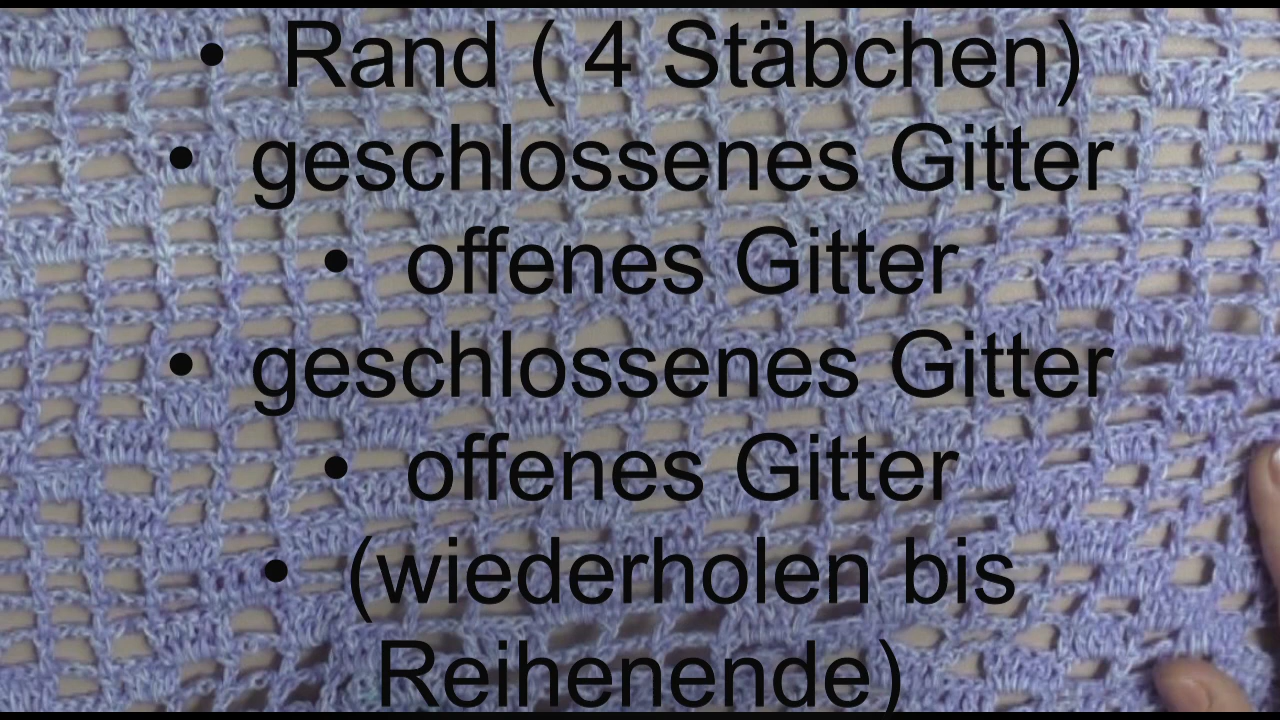 • Rand ( 4 Stäbchen)
• geschlossenes Gitter
• offenes Gitter
• geschlossenes Gitter
• offenes Gitter
• (wiederholen bis
Reihenende)